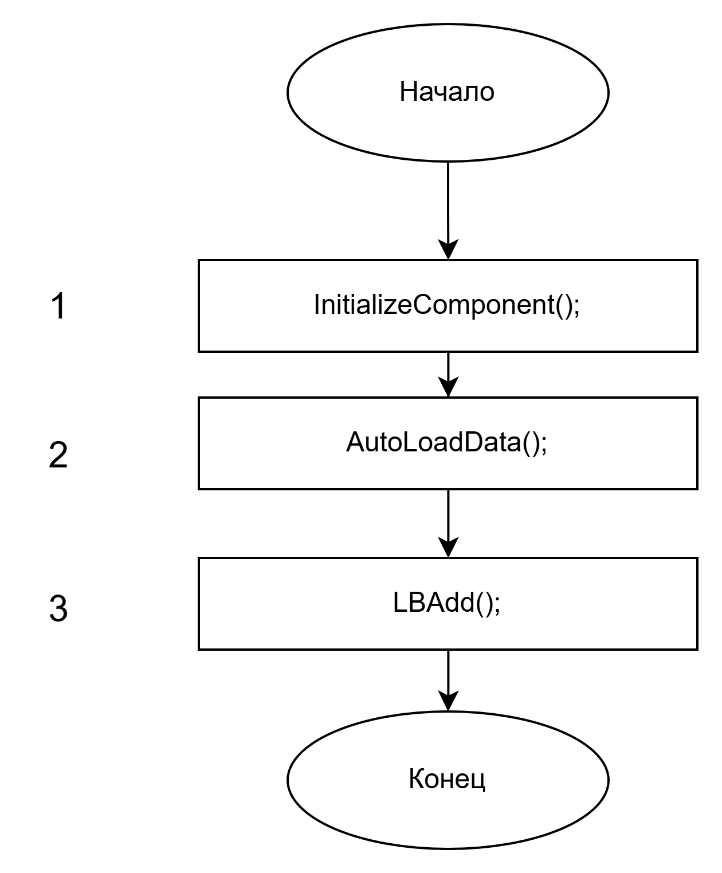 Начало
1
InitializeComponent();
2
AutoLoadData();
3
LBAdd();
Конец